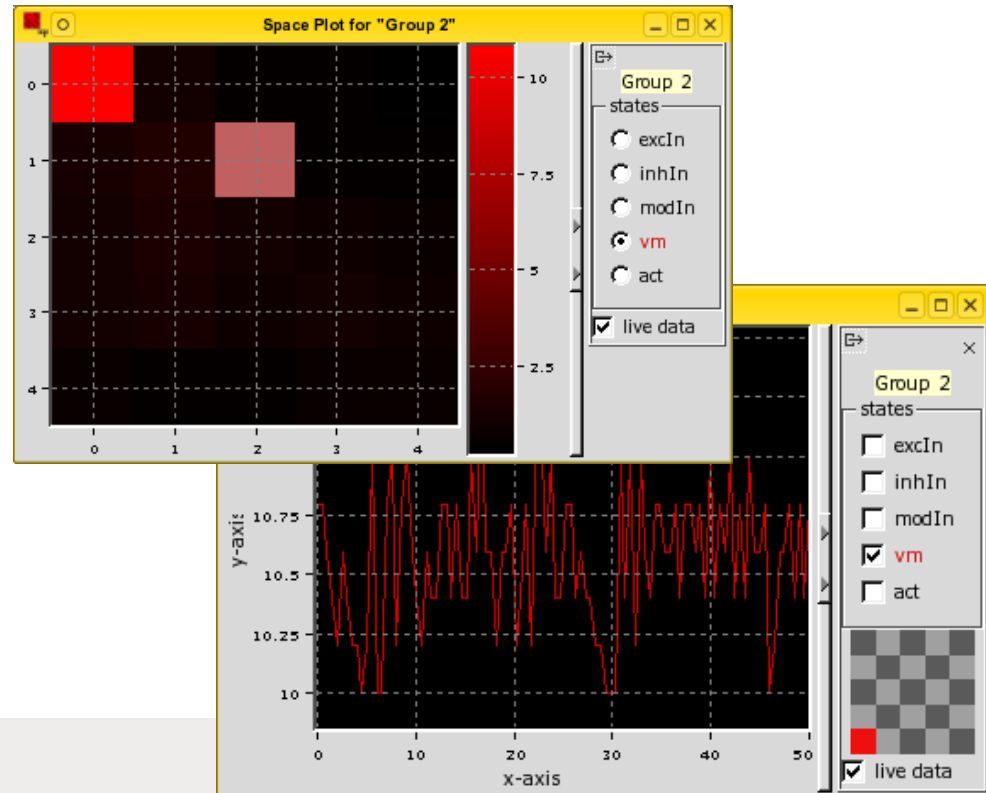 Space Plot for "Group 2"
0
1
2
3
4
0 1 2 3 4
10
7.5
5
2.5
Group 2
states
excIn
inhIn
modIn
vm
act
live data
y-axis
10.75
10.5
10.25
10
0 10 20 30 40 50
x-axis
Group 2
states
excIn
inhIn
modIn
vm
act
live data